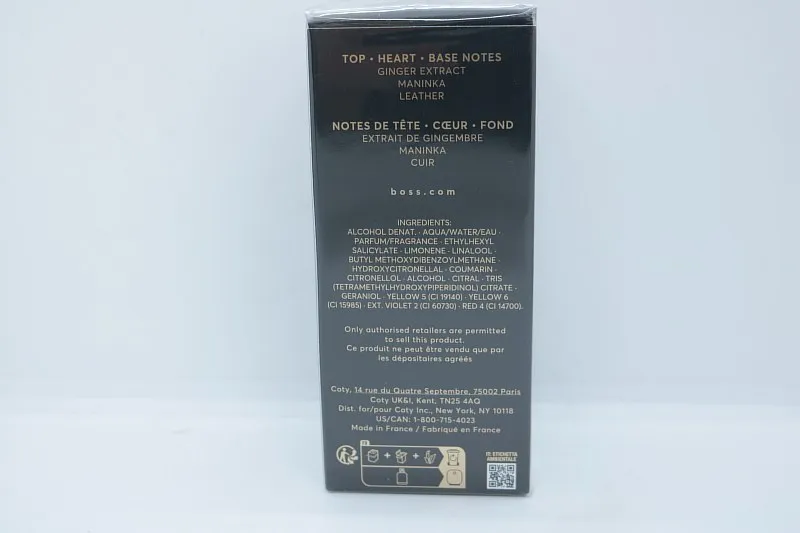 TOP • HEART • BASE NOTES
GINGER EXTRACT
MANINKA
LEATHER
NOTES DE TÊTE • CŒUR • FOND
EXTRAIT DE GINGEMBRE
MANINKA
CUIR
boss.com
INGREDIENTS:
ALCOHOL DENAT. · AQUA/WATER/EAU ·
PARFUM/FRAGRANCE · ETHYLHEXYL
SALICYLATE · LIMONENE · LINALOOL ·
BUTYL METHOXYDIBENZOYLMETHANE ·
HYDROXYCITRONELLAL · COUMARIN ·
CITRONELLOL · ALCOHOL · CITRAL · TRIS
(TETRAMETHYLHYDROXYPIPERIDINOL) CITRATE ·
GERANIOL · YELLOW 5 (CI 19140) · YELLOW 6
(CI 15985) · EXT. VIOLET 2 (CI 60730) · RED 4 (CI 14700).
Only authorised retailers are permitted
to sell this product.
Ce produit ne peut être vendu que par
les dépositaires agréés
Coty, 14 rue du Quatre Septembre, 75002 Paris
Coty UK&I, Kent, TN25 4AQ
Dist. for/pour Coty Inc., New York, NY 10118
US/CAN: 1-800-715-4023
Made in France / Fabriqué en France
FR
IT: ETICHETTA
AMBIENTALE